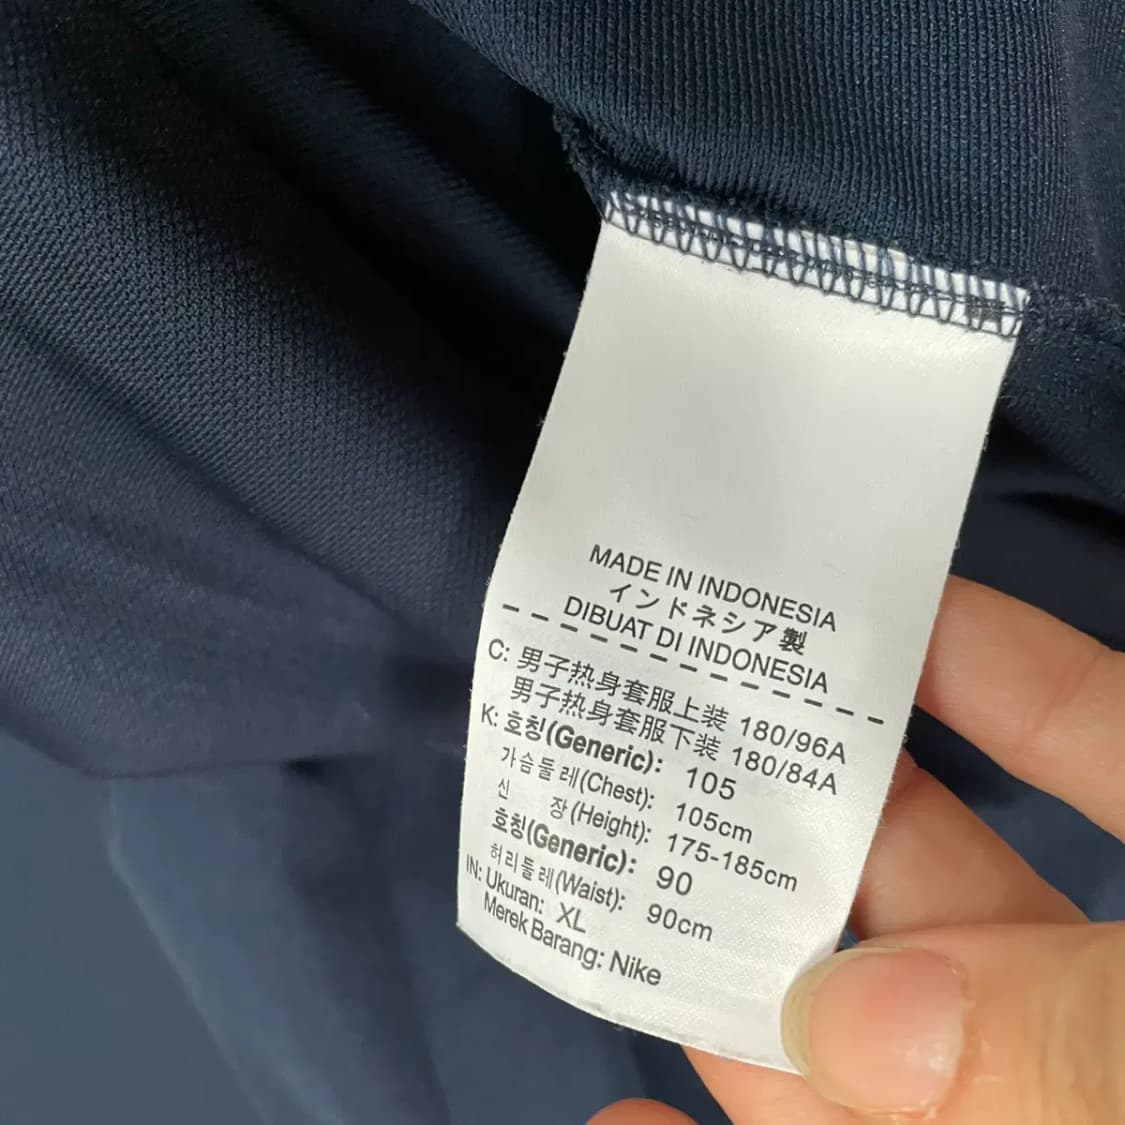 MADE IN INDONESIA
インドネシア製
DIBUAT DI INDONESIA
C: 男子热身套服上装 180/96A
男子热身套服下装 180/84A
K: 호칭(Generic): 105
가슴둘레(Chest): 105cm
신 장(Height): 175-185cm
호칭(Generic): 90
허리둘레(Waist): 90cm
IN: Ukuran: XL
Merek Barang: Nike